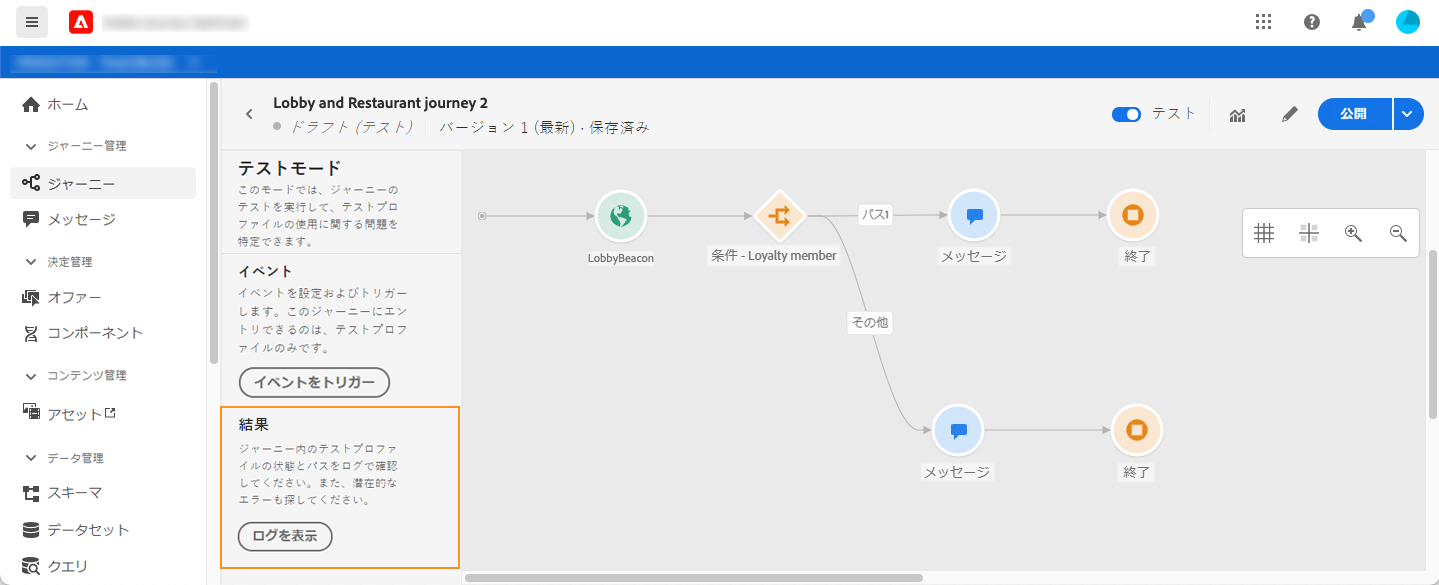 ホーム
ジャーニー管理
ジャーニー
メッセージ
決定管理
オファー
コンポーネント
コンテンツ管理
アセット
データ管理
スキーマ
データセット
クエリ
Lobby and Restaurant journey 2
ドラフト (テスト)
バージョン 1 (最新) · 保存済み
テスト
公開
テストモード
このモードでは、ジャーニーの
テストを実行して、テストプロ
ファイルの使用に関する問題を
特定できます。
イベント
イベントを設定およびトリガー
します。このジャーニーにエン
トリできるのは、テストプロフ
ァイルのみです。
イベントをトリガー
結果
ジャーニー内のテストプロファ
イルの状態とパスをログで確認
してください。また、潜在的な
エラーも探してください。
ログを表示
LobbyBeacon
条件 - Loyalty member
パス1
メッセージ
終了
その他
メッセージ
終了